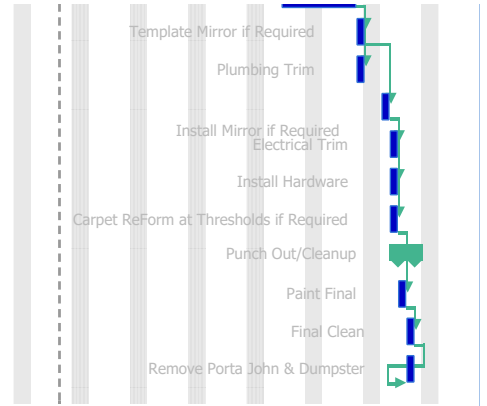 Template Mirror if Required
Plumbing Trim
Install Mirror if Required
Electrical Trim
Install Hardware
Carpet ReForm at Thresholds if Required
Punch Out/Cleanup
Paint Final
Final Clean
Remove Porta John & Dumpster